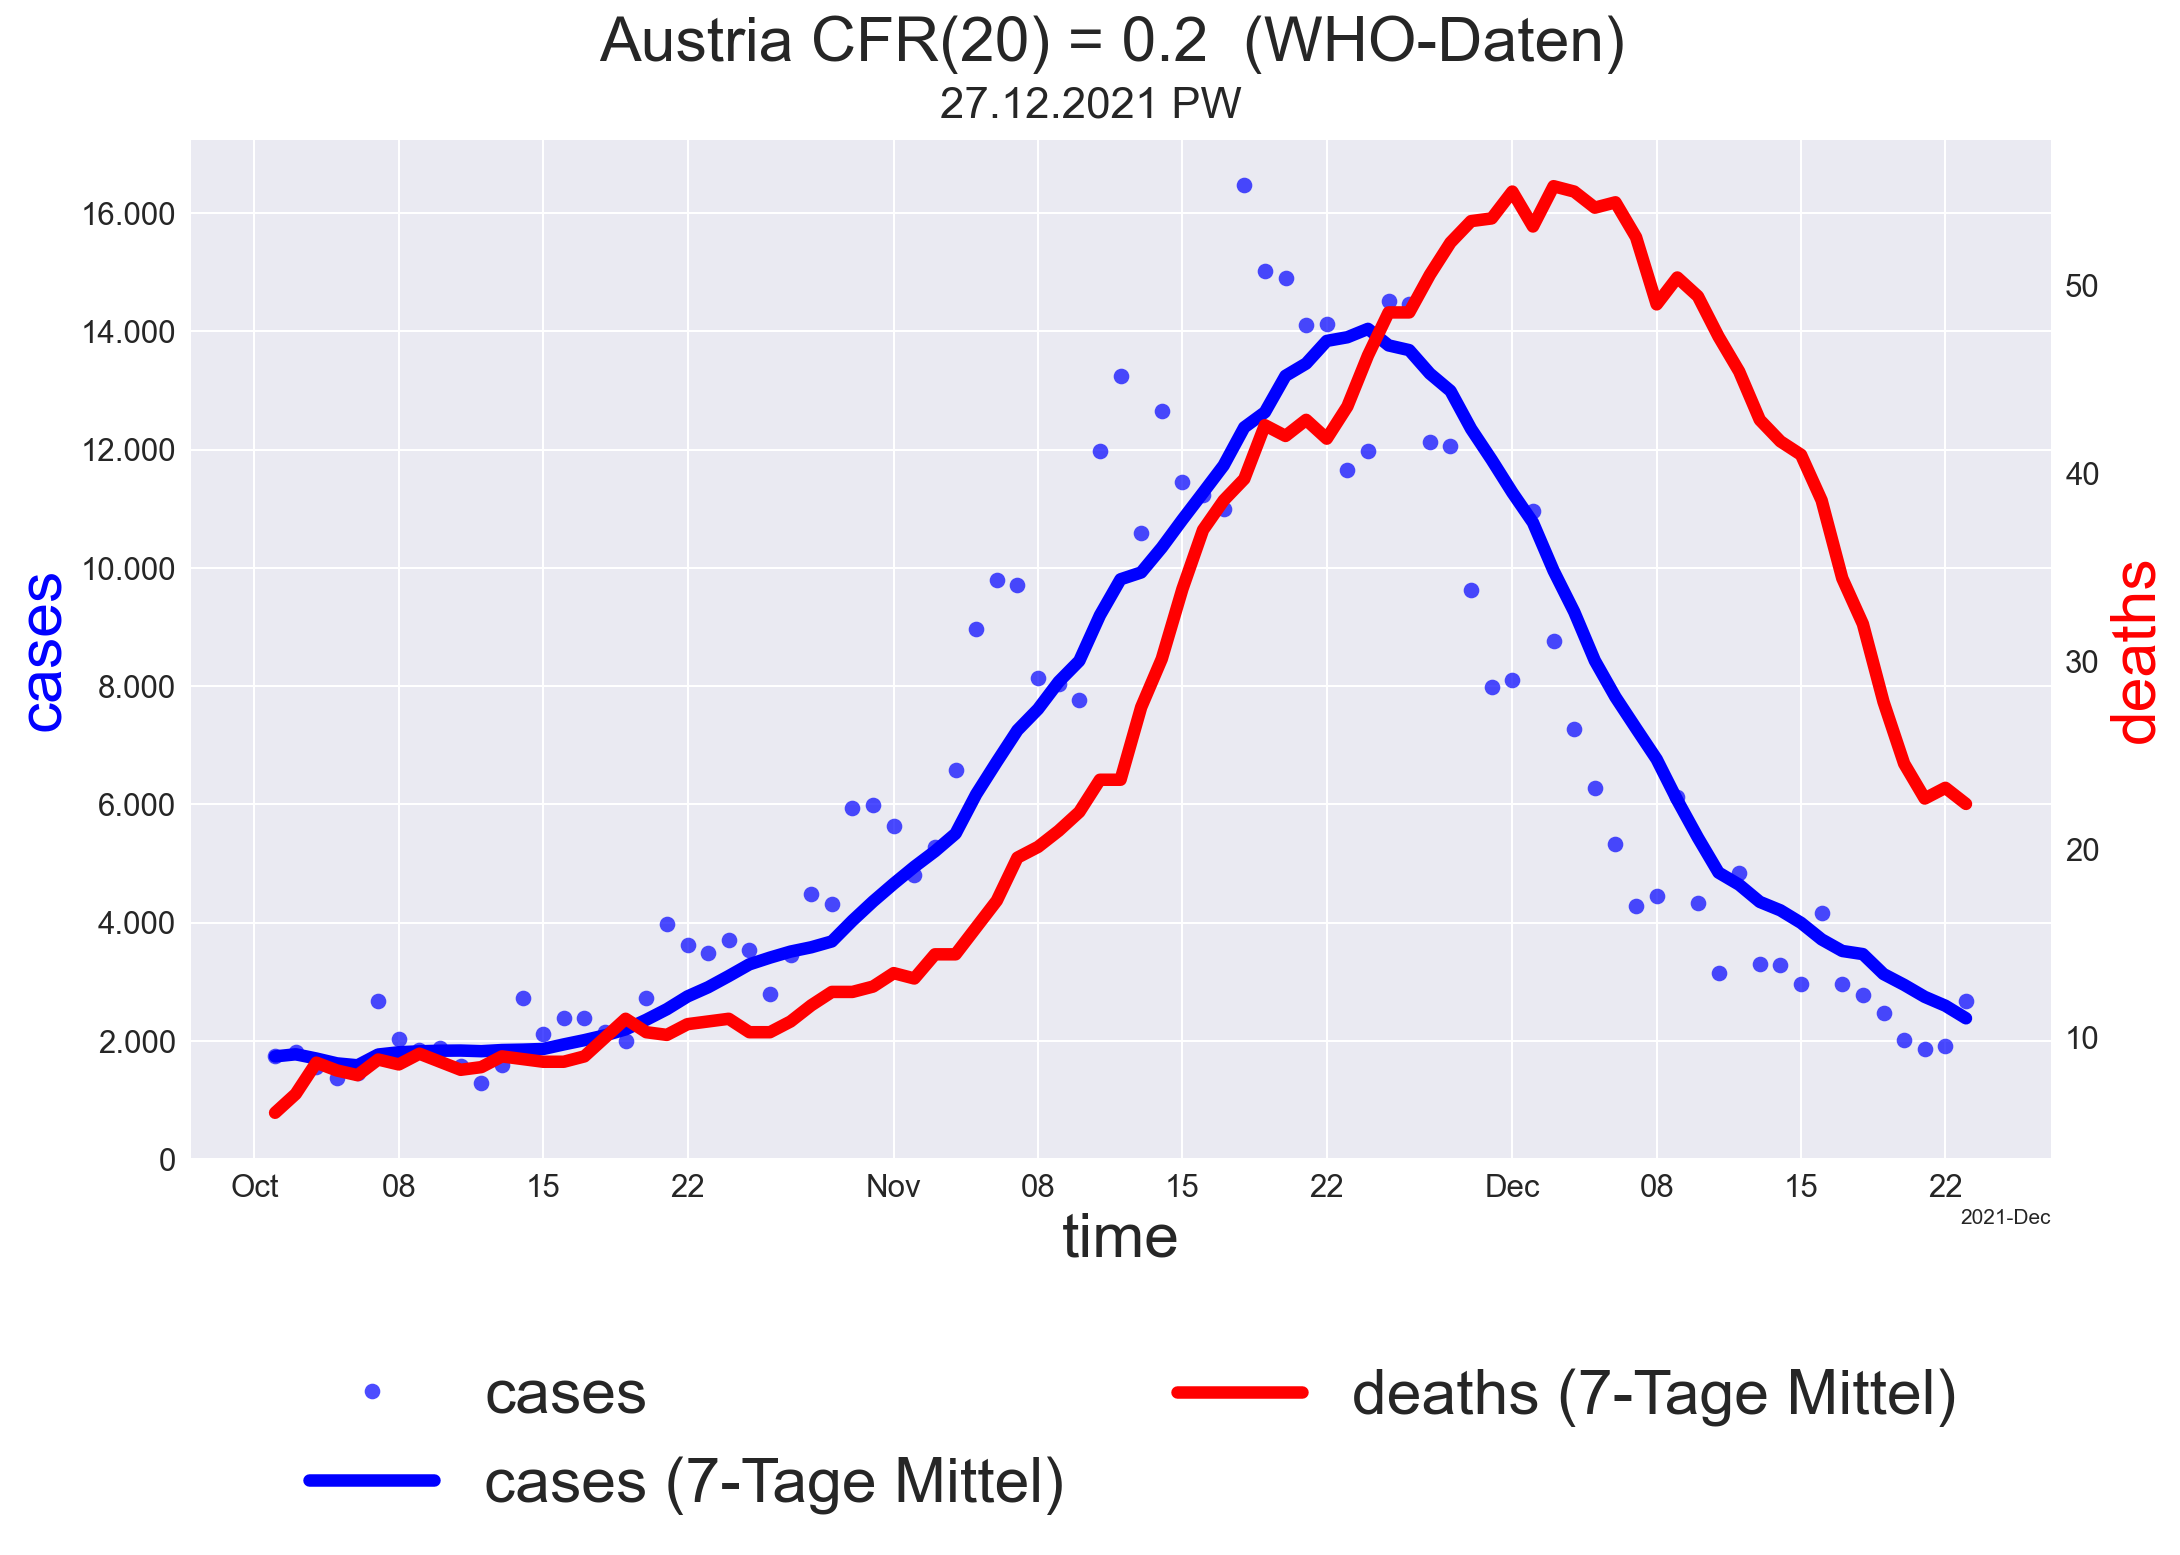 Austria CFR(20) = 0.2  (WHO-Daten)
27.12.2021 PW
cases
16.000
14.000
12.000
10.000
8.000
6.000
4.000
2.000
0
deaths
50
40
30
20
10
Oct 08 15 22 Nov 08 15 22 Dec 08 15 22
2021-Dec
time
cases
cases (7-Tage Mittel)
deaths (7-Tage Mittel)